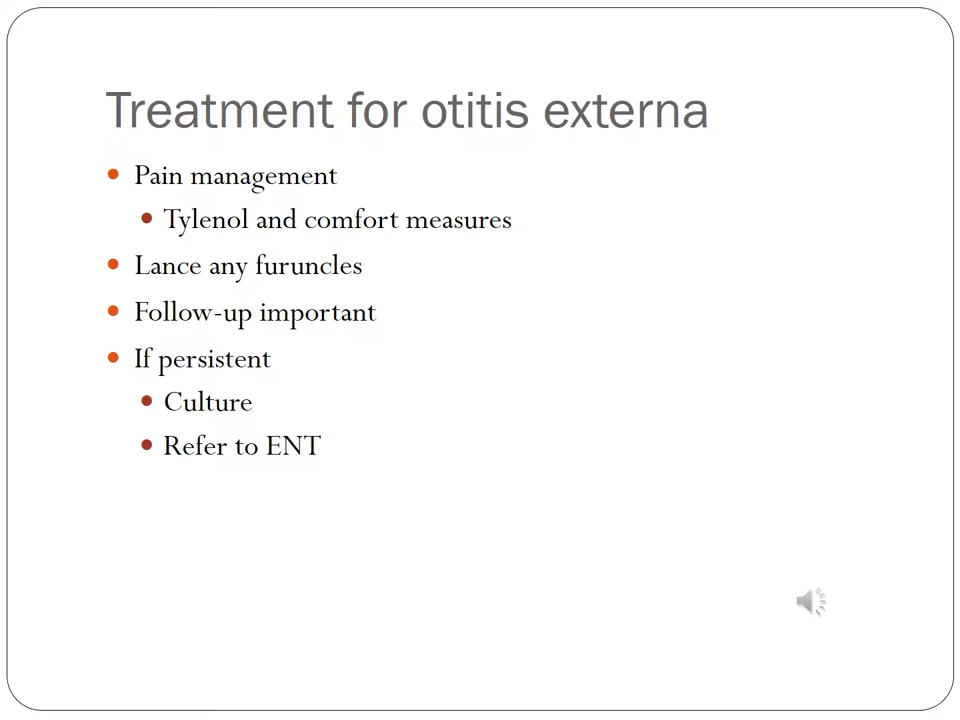 Treatment for otitis externa
Pain management
Tylenol and comfort measures
Lance any furuncles
Follow-up important
If persistent
Culture
Refer to ENT